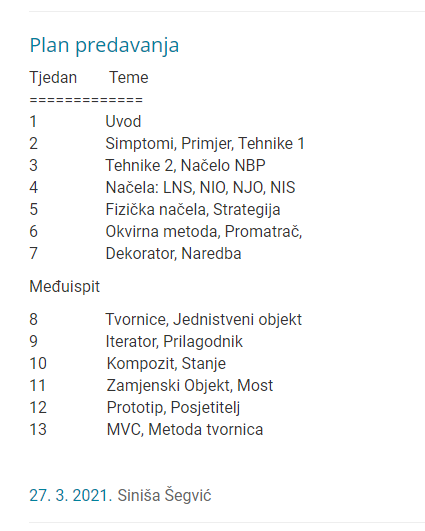 Plan predavanja
Tjedan Teme
=============
1 Uvod
2 Simptomi, Primjer, Tehnike 1
3 Tehnike 2, Načelo NBP
4 Načela: LNS, NIO, NJO, NIS
5 Fizička načela, Strategija
6 Okvirna metoda, Promatrač,
7 Dekorator, Naredba
Međuispit
8 Tvornice, Jednistveni objekt
9 Iterator, Prilagodnik
10 Kompozit, Stanje
11 Zamjenski Objekt, Most
12 Prototip, Posjetitelj
13 MVC, Metoda tvornica
27. 3. 2021. Siniša Šegvić